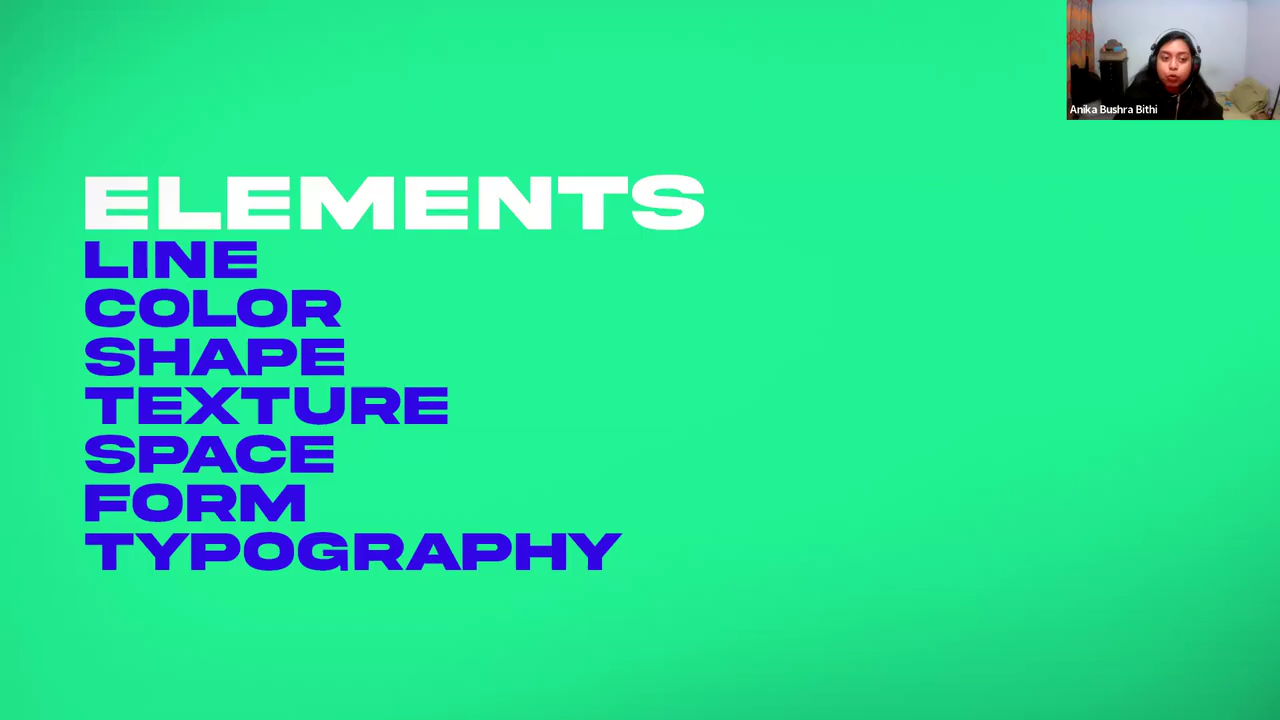 Anika Bushra Bithi
ELEMENTS
LINE
COLOR
SHAPE
TEXTURE
SPACE
FORM
TYPOGRAPHY